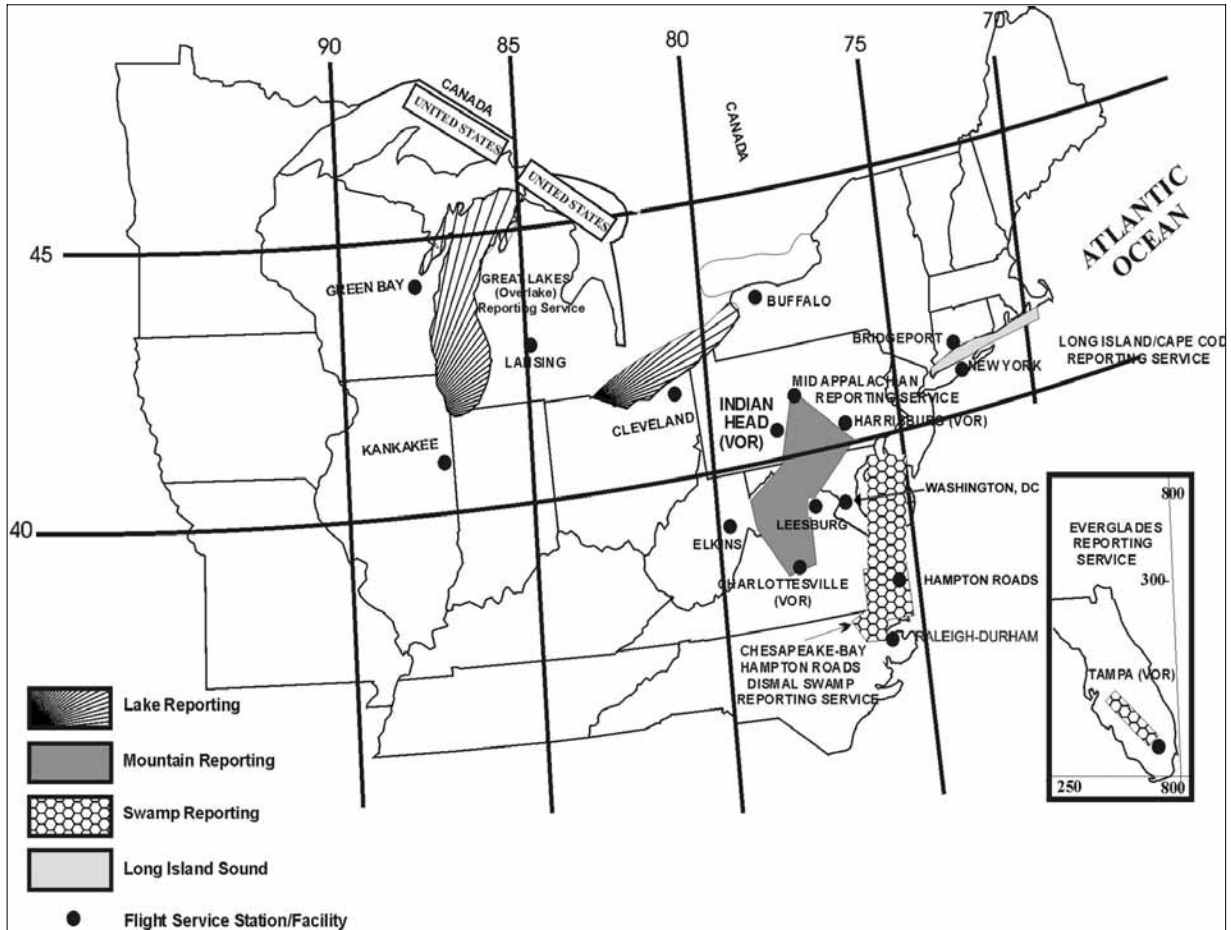 90
85
80
75
70
CANADA
UNITED STATES
UNITED STATES
CANADA
ATLANTIC
OCEAN
45
GREEN BAY
GREAT LAKES
(Overlake)
Reporting Service
LANSING
BUFFALO
BRIDGEPORT
NEW YORK
LONG ISLAND/CAPE COD
REPORTING SERVICE
MID APPALACHIAN
REPORTING SERVICE
INDIAN
HEAD
(VOR)
HARRISBURG (VOR)
CLEVELAND
KANKAKEE
40
WASHINGTON, DC
LEESBURG
ELKINS
CHARLOTTESVILLE
(VOR)
HAMPTON ROADS
RALEIGH-DURHAM
CHESAPEAKE-BAY
HAMPTON ROADS
DISMAL SWAMP
REPORTING SERVICE
800
EVERGLADES
REPORTING
SERVICE
300
TAMPA (VOR)
250
800
Lake Reporting
Mountain Reporting
Swamp Reporting
Long Island Sound
Flight Service Station/Facility